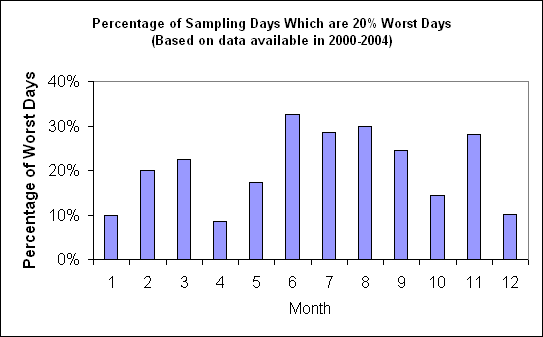 Percentage of Sampling Days Which are 20% Worst Days
(Based on data available in 2000-2004)
Percentage of Worst Days
40%
30%
20%
10%
0%
1 2 3 4 5 6 7 8 9 10 11 12
Month